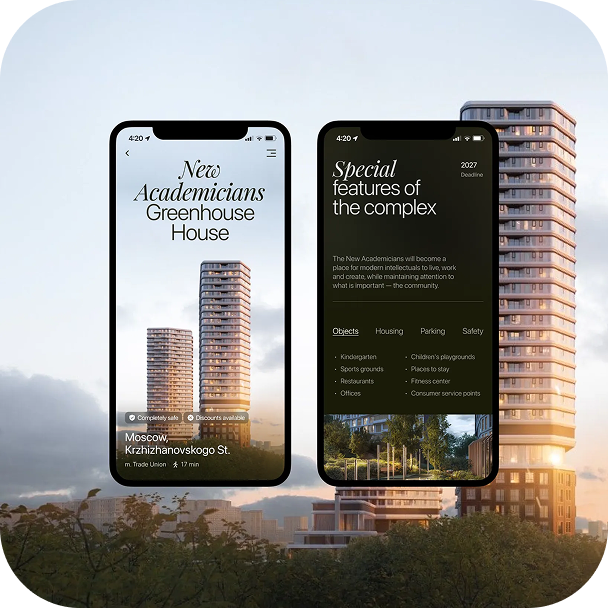 4:20
New
Academicians
Greenhouse
House
Completely safe
Discounts available
Moscow,
Krzhizhanovskogo St.
m. Trade Union
17 min
4:20
Special
features of
the complex
2027
Deadline
The New Academicians will become a
place for modern intellectuals to live, work
and create, while maintaining attention to
what is important — the community.
Objects Housing Parking Safety
· Kindergarten
· Sports grounds
· Restaurants
· Offices
· Children's playgrounds
· Places to stay
· Fitness center
· Consumer service points